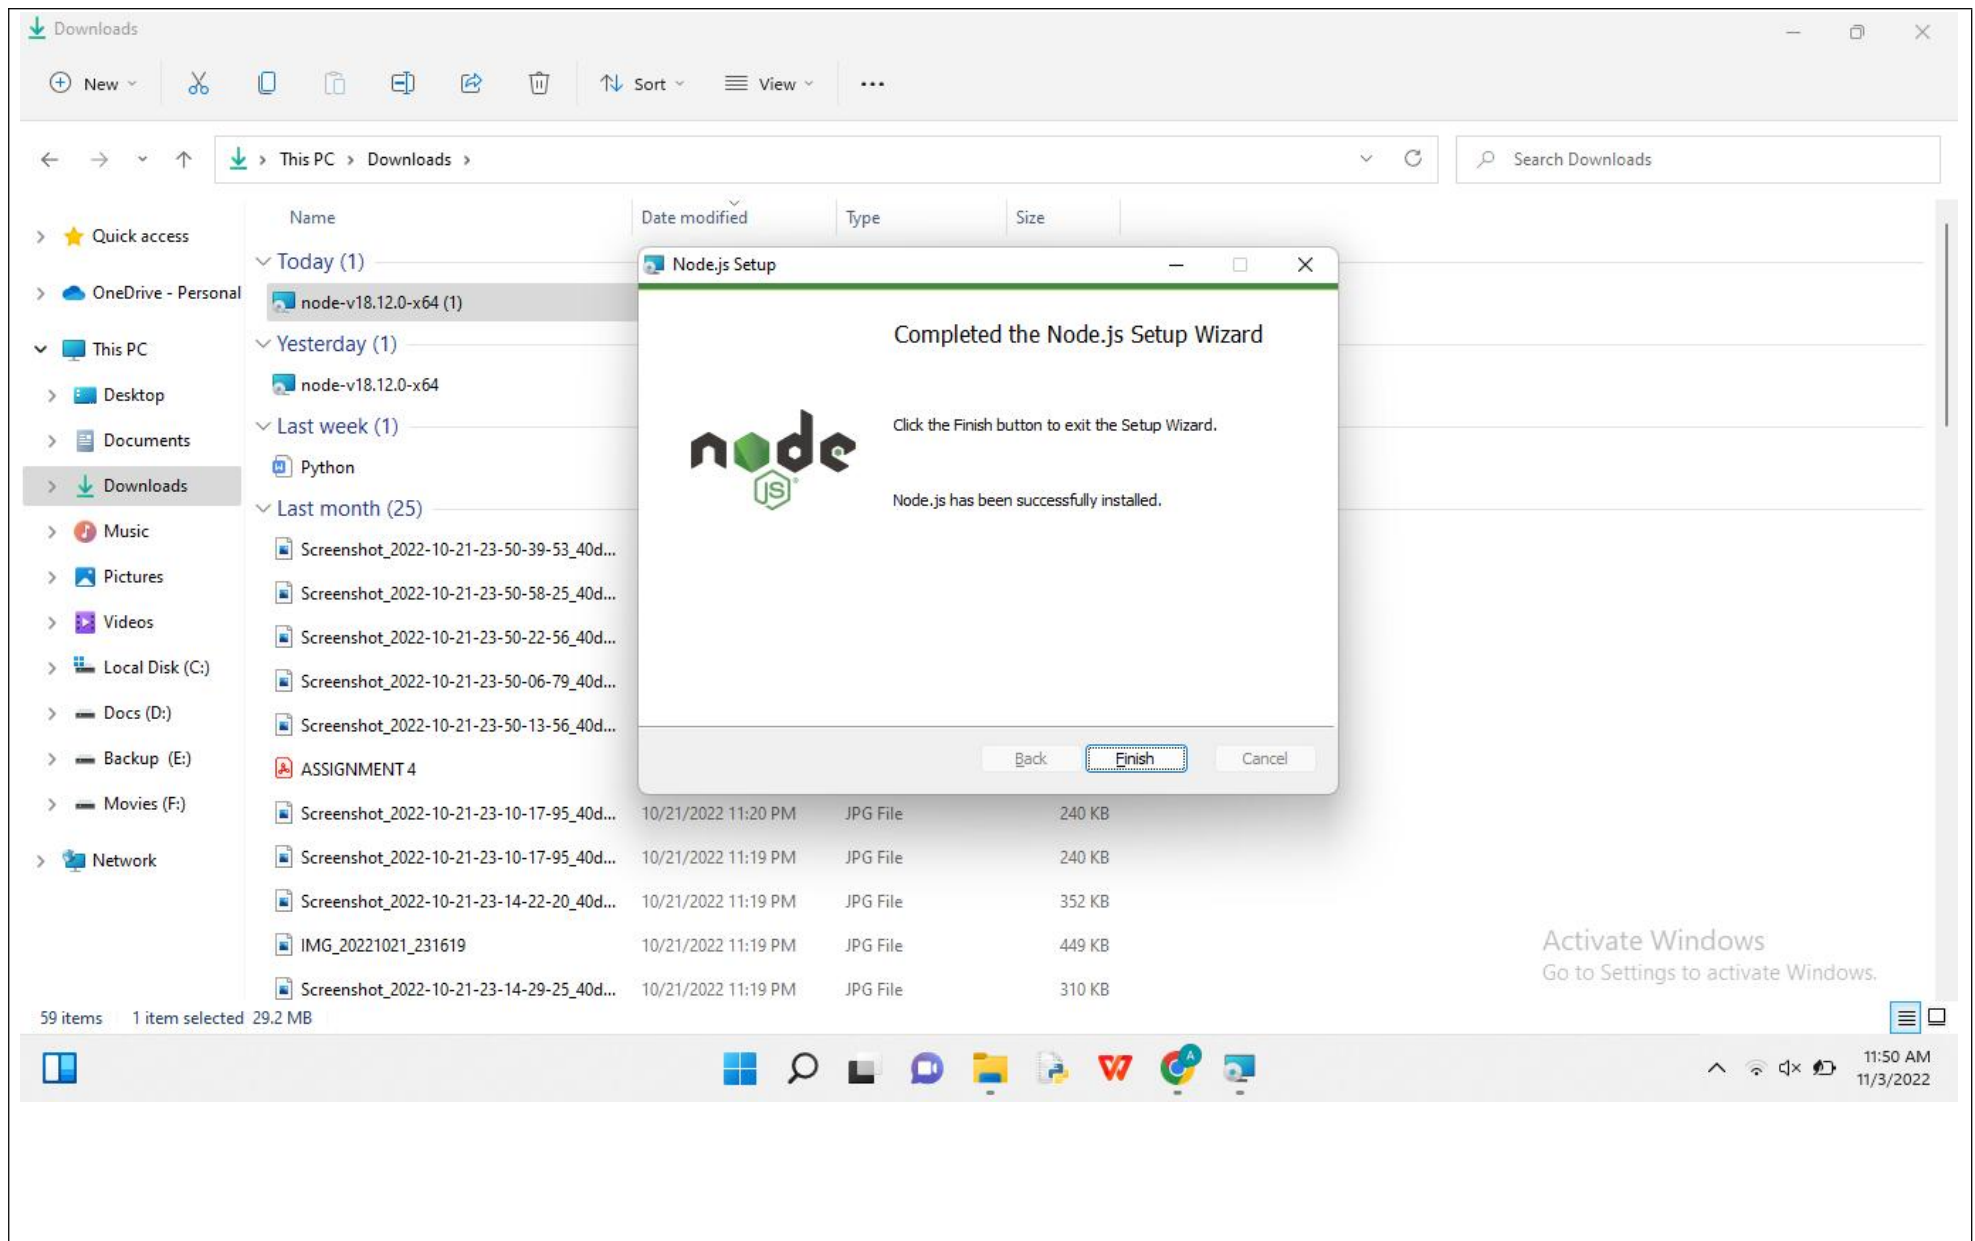 Downloads
New
Sort
View
This PC > Downloads >
Search Downloads
Name
Date modified
Type
Size
Quick access
OneDrive - Personal
This PC
Desktop
Documents
Downloads
Music
Pictures
Videos
Local Disk (C:)
Docs (D:)
Backup (E:)
Movies (F:)
Network
Today (1)
node-v18.12.0-x64 (1)
Yesterday (1)
node-v18.12.0-x64
Last week (1)
Python
Last month (25)
Screenshot_2022-10-21-23-50-39-53_40d...
Screenshot_2022-10-21-23-50-58-25_40d...
Screenshot_2022-10-21-23-50-22-56_40d...
Screenshot_2022-10-21-23-50-06-79_40d...
Screenshot_2022-10-21-23-50-13-56_40d...
ASSIGNMENT 4
Screenshot_2022-10-21-23-10-17-95_40d... 10/21/2022 11:20 PM JPG File 240 KB
Screenshot_2022-10-21-23-10-17-95_40d... 10/21/2022 11:19 PM JPG File 240 KB
Screenshot_2022-10-21-23-14-22-20_40d... 10/21/2022 11:19 PM JPG File 352 KB
IMG_20221021_231619 10/21/2022 11:19 PM JPG File 449 KB
Screenshot_2022-10-21-23-14-29-25_40d... 10/21/2022 11:19 PM JPG File 310 KB
Node.js Setup
Completed the Node.js Setup Wizard
Click the Finish button to exit the Setup Wizard.
node
JS
Node.js has been successfully installed.
Back
Finish
Cancel
Activate Windows
Go to Settings to activate Windows.
59 items 1 item selected 29.2 MB
A
11:50 AM
11/3/2022